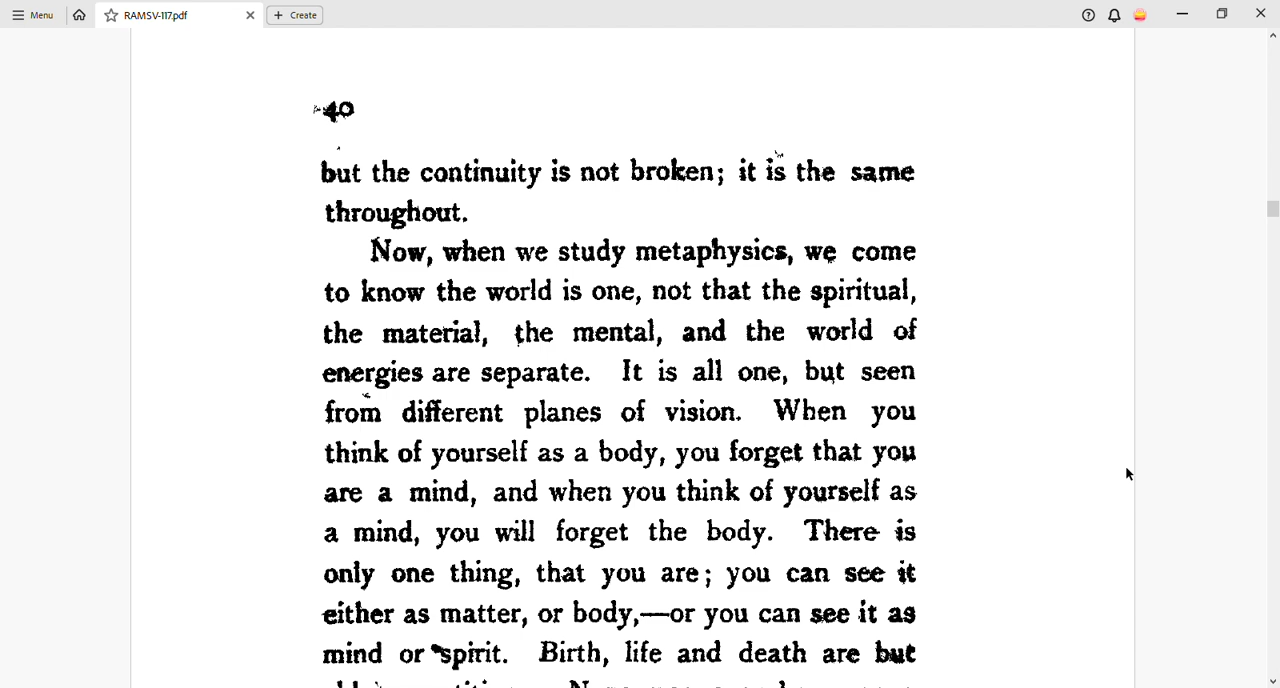 Menu
RAMSV-117.pdf
Create
40
but the continuity is not broken; it is the same
throughout.
Now, when we study metaphysics, we come
to know the world is one, not that the spiritual,
the material, the mental, and the world of
energies are separate. It is all one, but seen
from different planes of vision. When you
think of yourself as a body, you forget that you
are a mind, and when you think of yourself as
a mind, you will forget the body. There is
only one thing, that you are; you can see it
either as matter, or body,—or you can see it as
mind or spirit. Birth, life and death are but